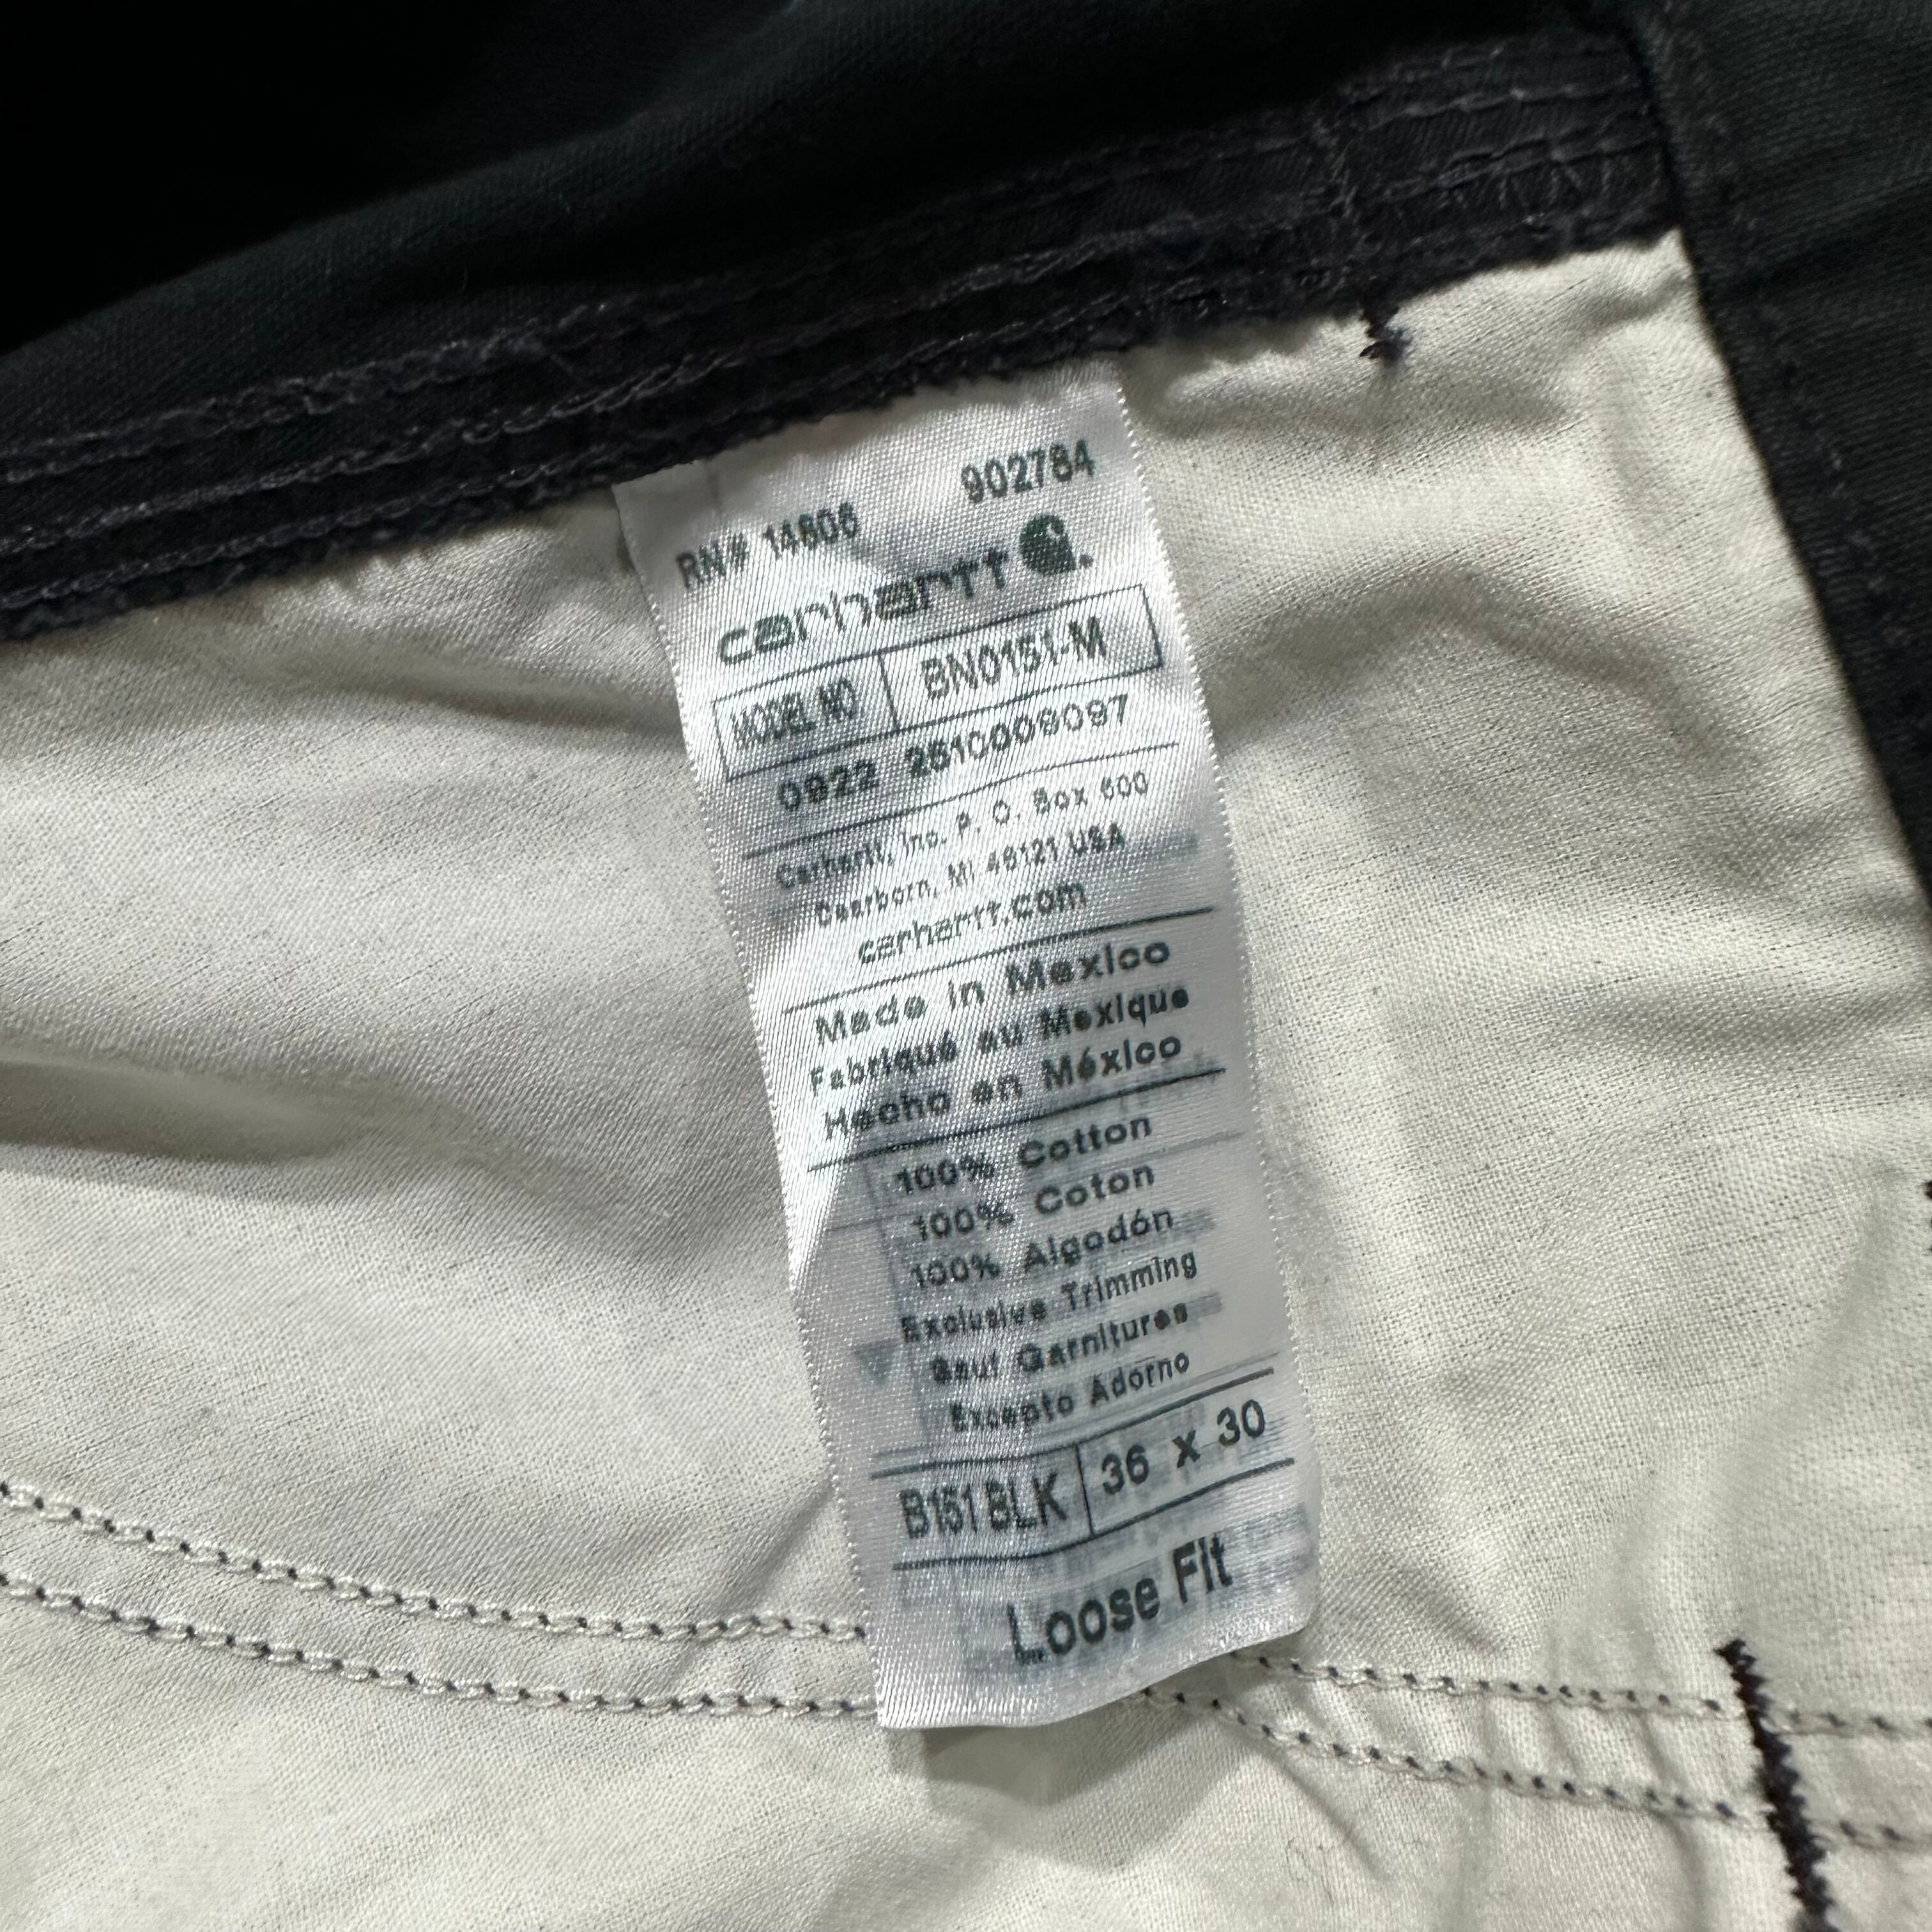 RN# 14806 902784
carhartt
MODEL NO BN0151-M
0922 2610009097
Carhartt, Inc. P. O. Box 600
Dearborn, MI 48121 USA
carhartt.com
Made in Mexico
Fabriqué au Mexique
Hecho en México
100% Cotton
100% Coton
100% Algodón
Exclusive Trimming
Sauf Garnitures
Excepto Adorno
B151 BLK 36 x 30
Loose Fit